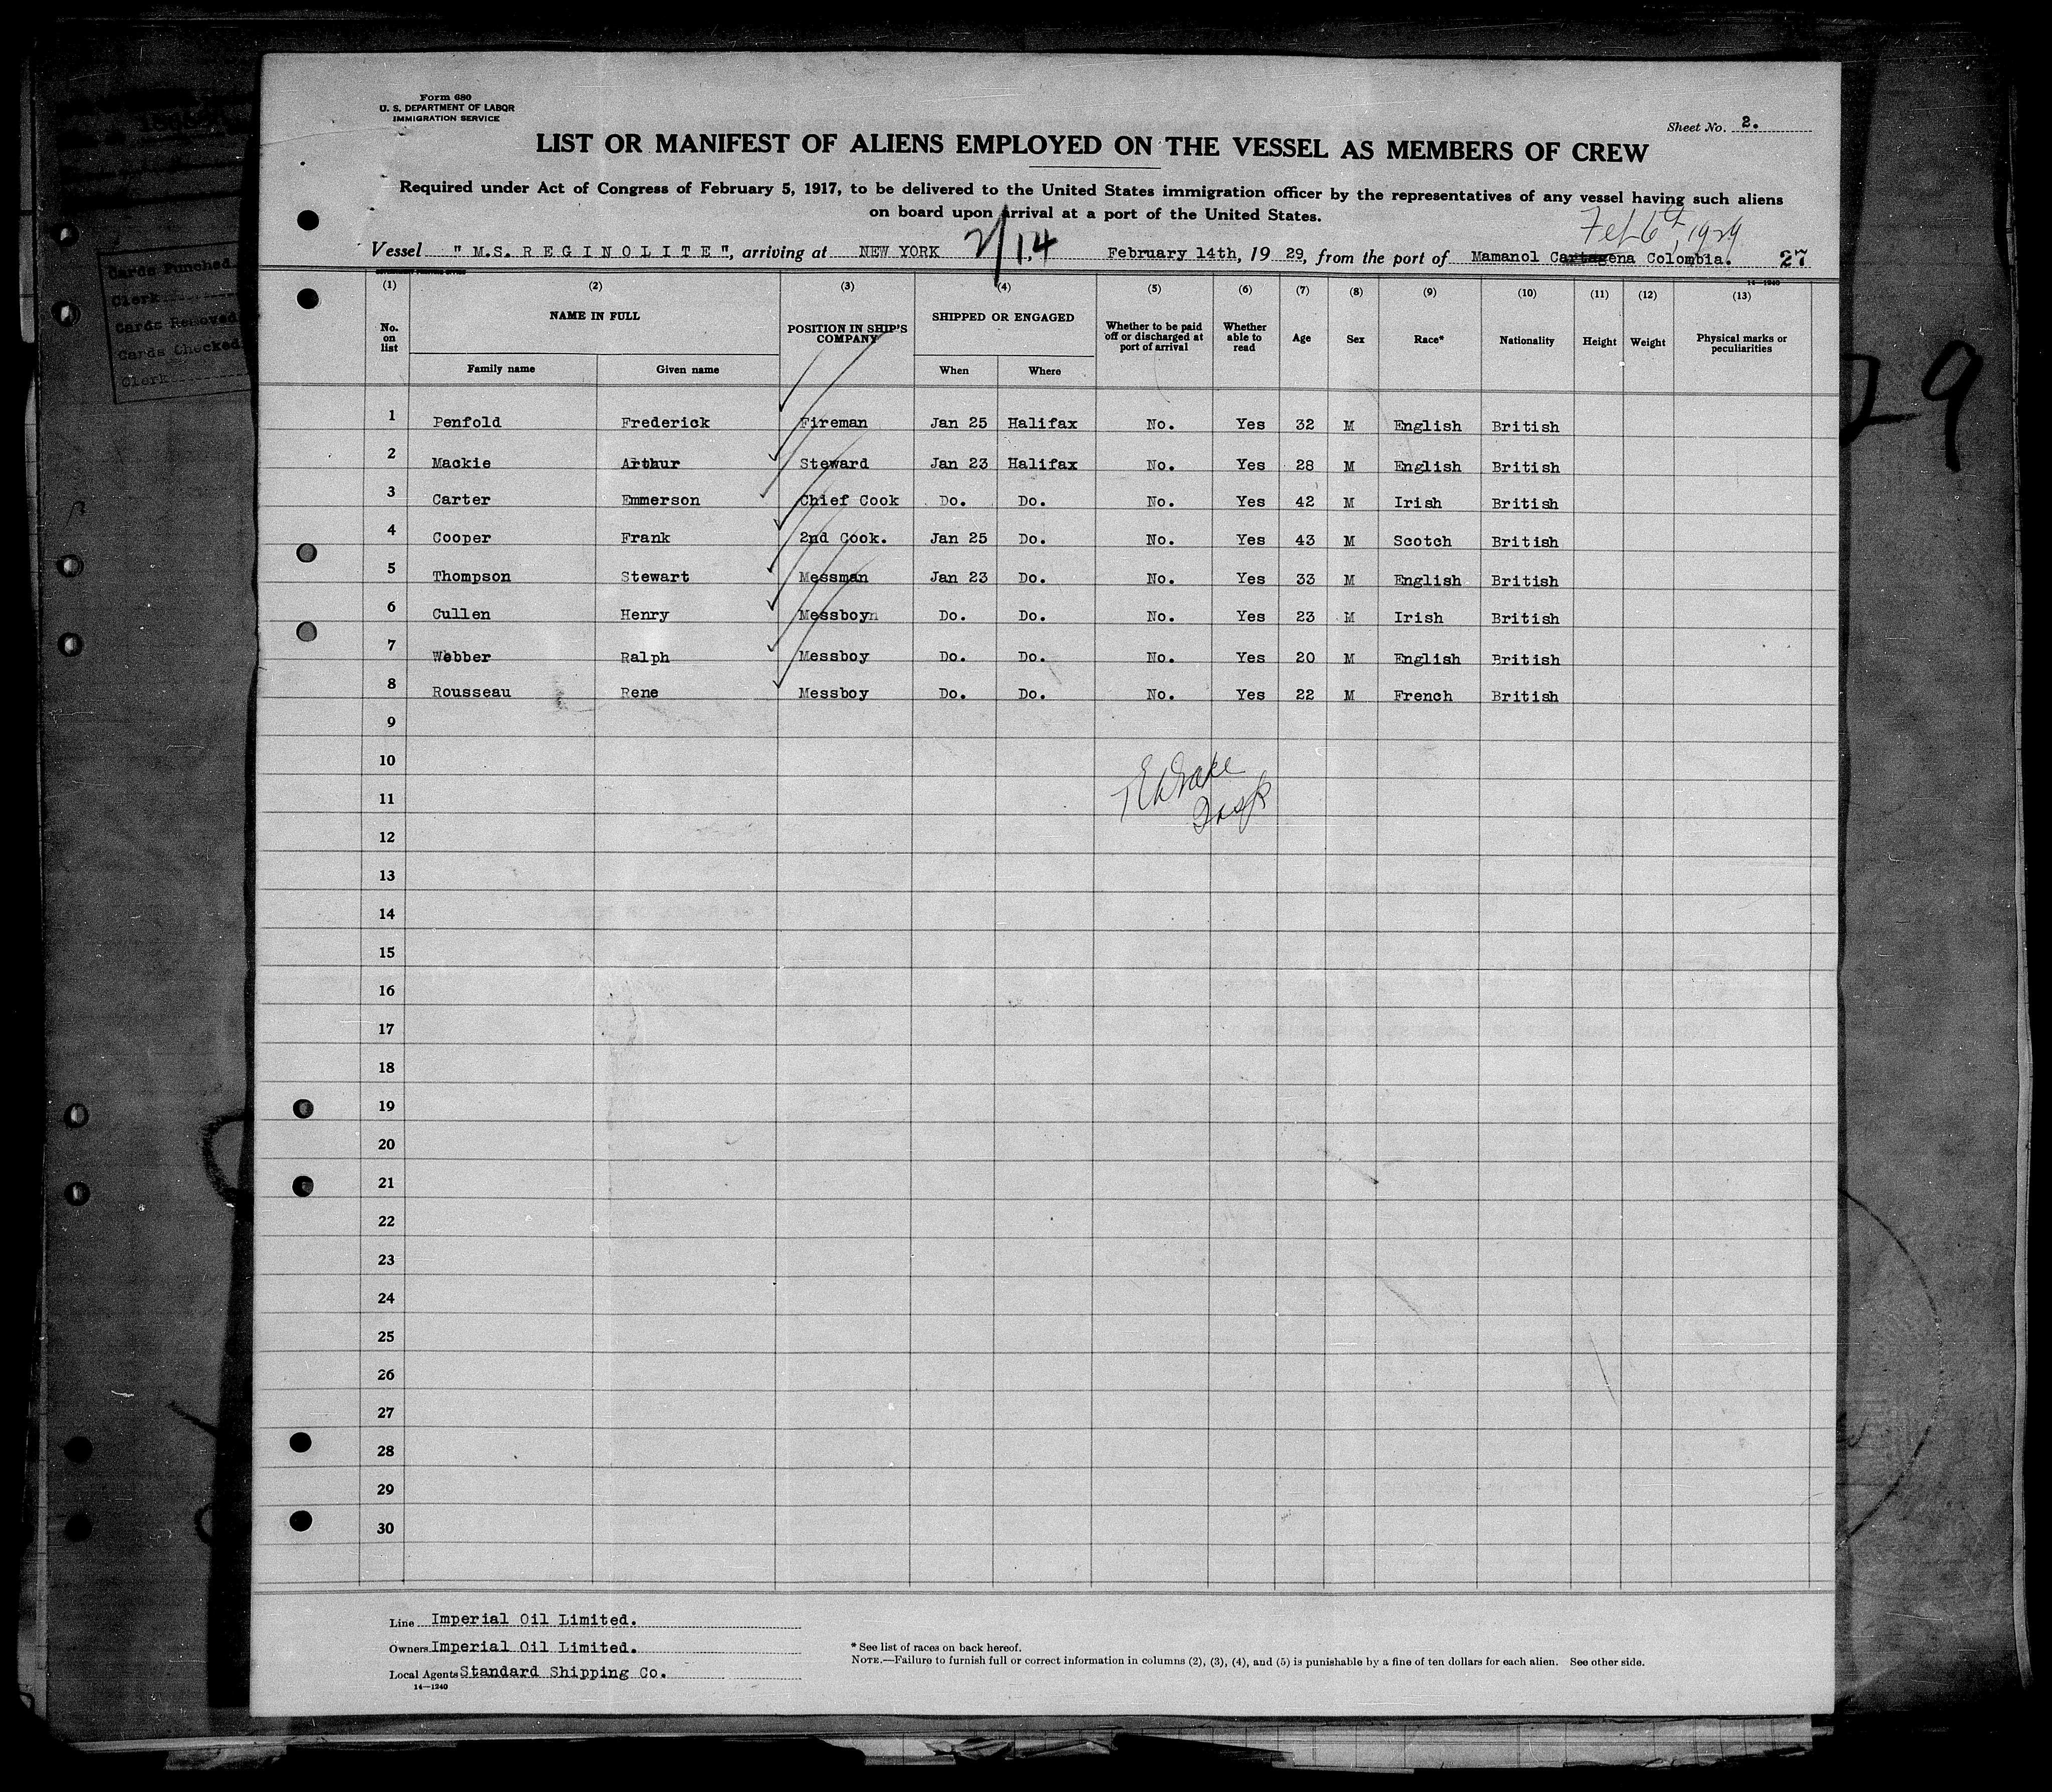 Form 680
U. S. DEPARTMENT OF LABOR
IMMIGRATION SERVICE
Sheet No. 2.
LIST OR MANIFEST OF ALIENS EMPLOYED ON THE VESSEL AS MEMBERS OF CREW
Required under Act of Congress of February 5, 1917, to be delivered to the United States immigration officer by the representatives of any vessel having such aliens
on board upon arrival at a port of the United States.
Feb 6th, 1929
Vessel "M.S. REGINOLITE", arriving at NEW YORK 2/14 February 14th, 1929, from the port of Mamanol Cartagena Colombia. 27
14—1240
(1) (2) (3) (4) (5) (6) (7) (8) (9) (10) (11) (12) (13)
No. on list NAME IN FULL POSITION IN SHIP'S COMPANY SHIPPED OR ENGAGED Whether to be paid off or discharged at port of arrival Whether able to read Age Sex Race* Nationality Height Weight Physical marks or peculiarities
Family name Given name When Where
1 Penfold Frederick Fireman Jan 25 Halifax No. Yes 32 M English British
2 Mackie Arthur Steward Jan 23 Halifax No. Yes 28 M English British
3 Carter Emmerson Chief Cook Do. Do. No. Yes 42 M Irish British
4 Cooper Frank 2nd Cook. Jan 25 Do. No. Yes 43 M Scotch British
5 Thompson Stewart Messman Jan 23 Do. No. Yes 33 M English British
6 Cullen Henry Messboyn Do. Do. No. Yes 23 M Irish British
7 Webber Ralph Messboy Do. Do. No. Yes 20 M English British
8 Rousseau Rene Messboy Do. Do. No. Yes 22 M French British
9
10
11
12
13
14
15
16
17
18
19
20
21
22
23
24
25
26
27
28
29
30
Line Imperial Oil Limited.
Owners Imperial Oil Limited.
Local Agents Standard Shipping Co.
14—1240
* See list of races on back hereof.
NOTE.—Failure to furnish full or correct information in columns (2), (3), (4), and (5) is punishable by a fine of ten dollars for each alien. See other side.
Cards Punched
Clerk
Cards Removed
Cards Checked
Clerk
29